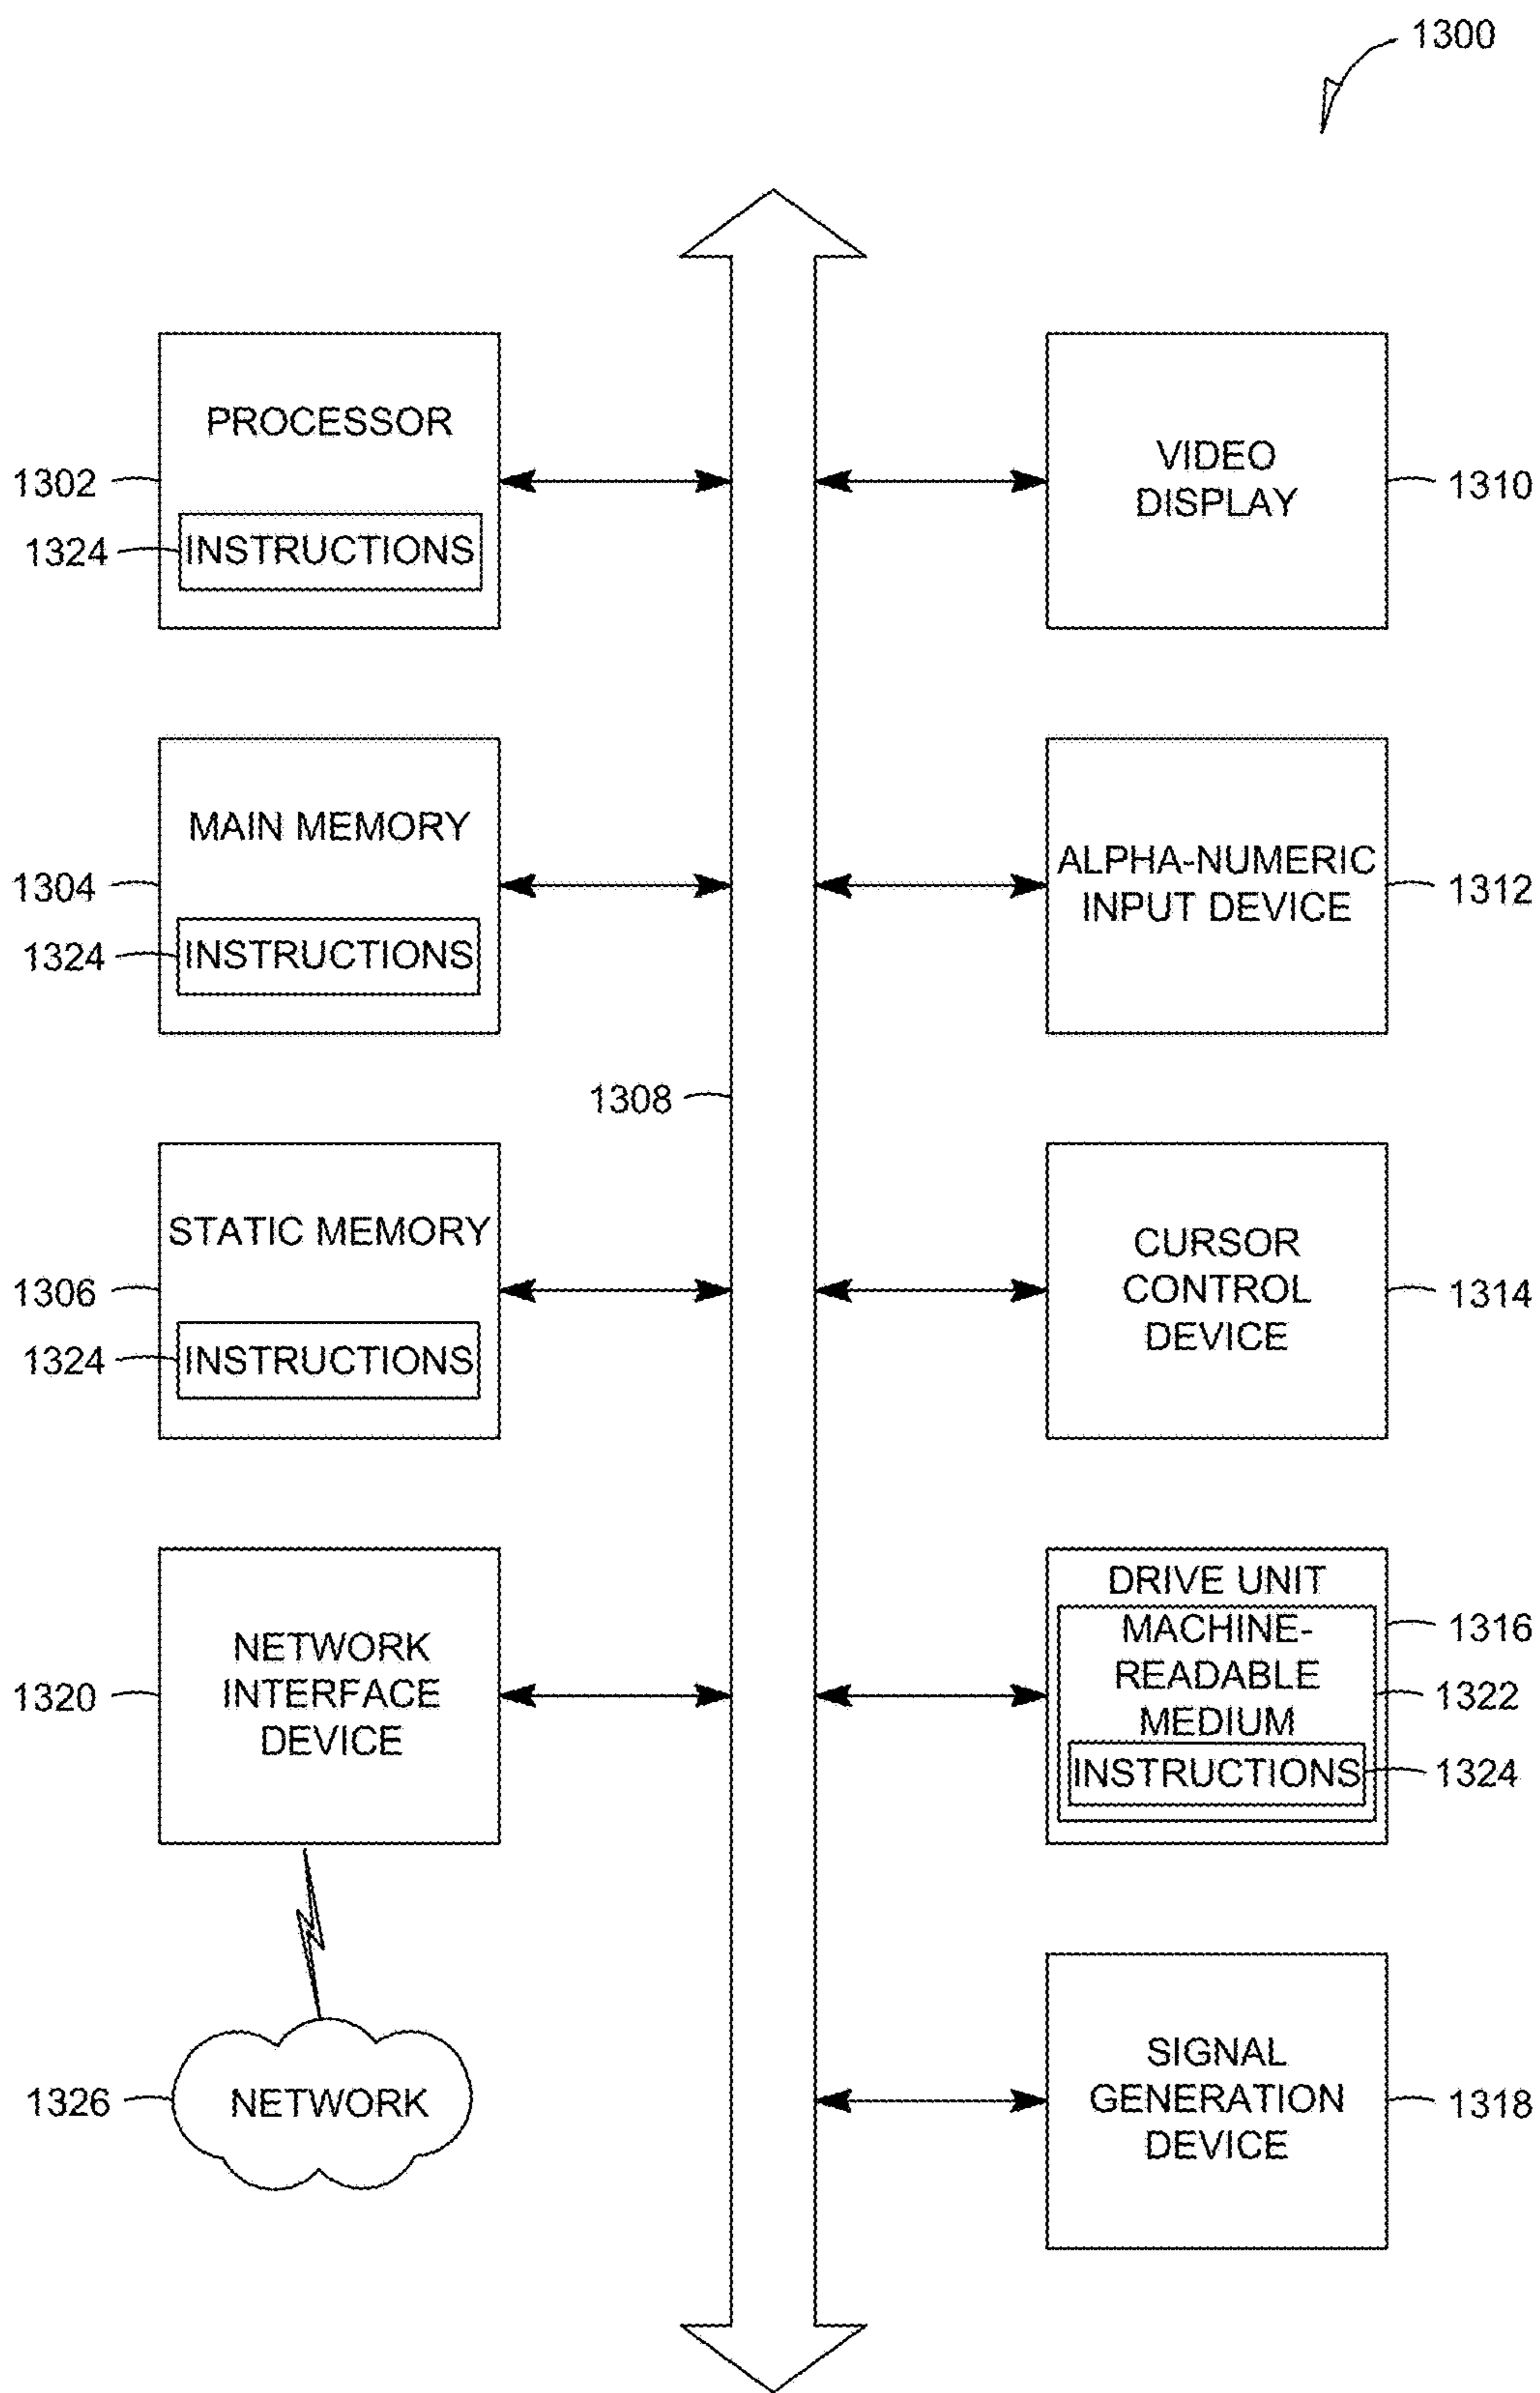 1300
PROCESSOR
1302
1324
INSTRUCTIONS
VIDEO
DISPLAY
1310
MAIN MEMORY
1304
1324
INSTRUCTIONS
ALPHA-NUMERIC
INPUT DEVICE
1312
1308
STATIC MEMORY
1306
1324
INSTRUCTIONS
CURSOR
CONTROL
DEVICE
1314
NETWORK
INTERFACE
DEVICE
1320
DRIVE UNIT
1316
MACHINE-
READABLE
MEDIUM
1322
INSTRUCTIONS
1324
NETWORK
1326
SIGNAL
GENERATION
DEVICE
1318